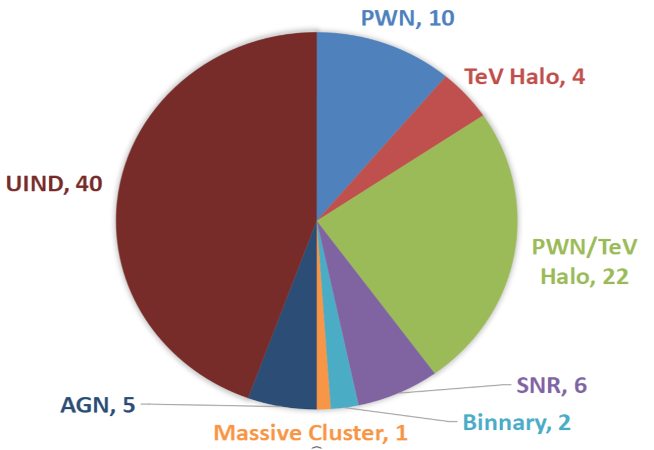 PWN, 10
TeV Halo, 4
UIND, 40
PWN/TeV
Halo, 22
SNR, 6
AGN, 5
Binnary, 2
Massive Cluster, 1